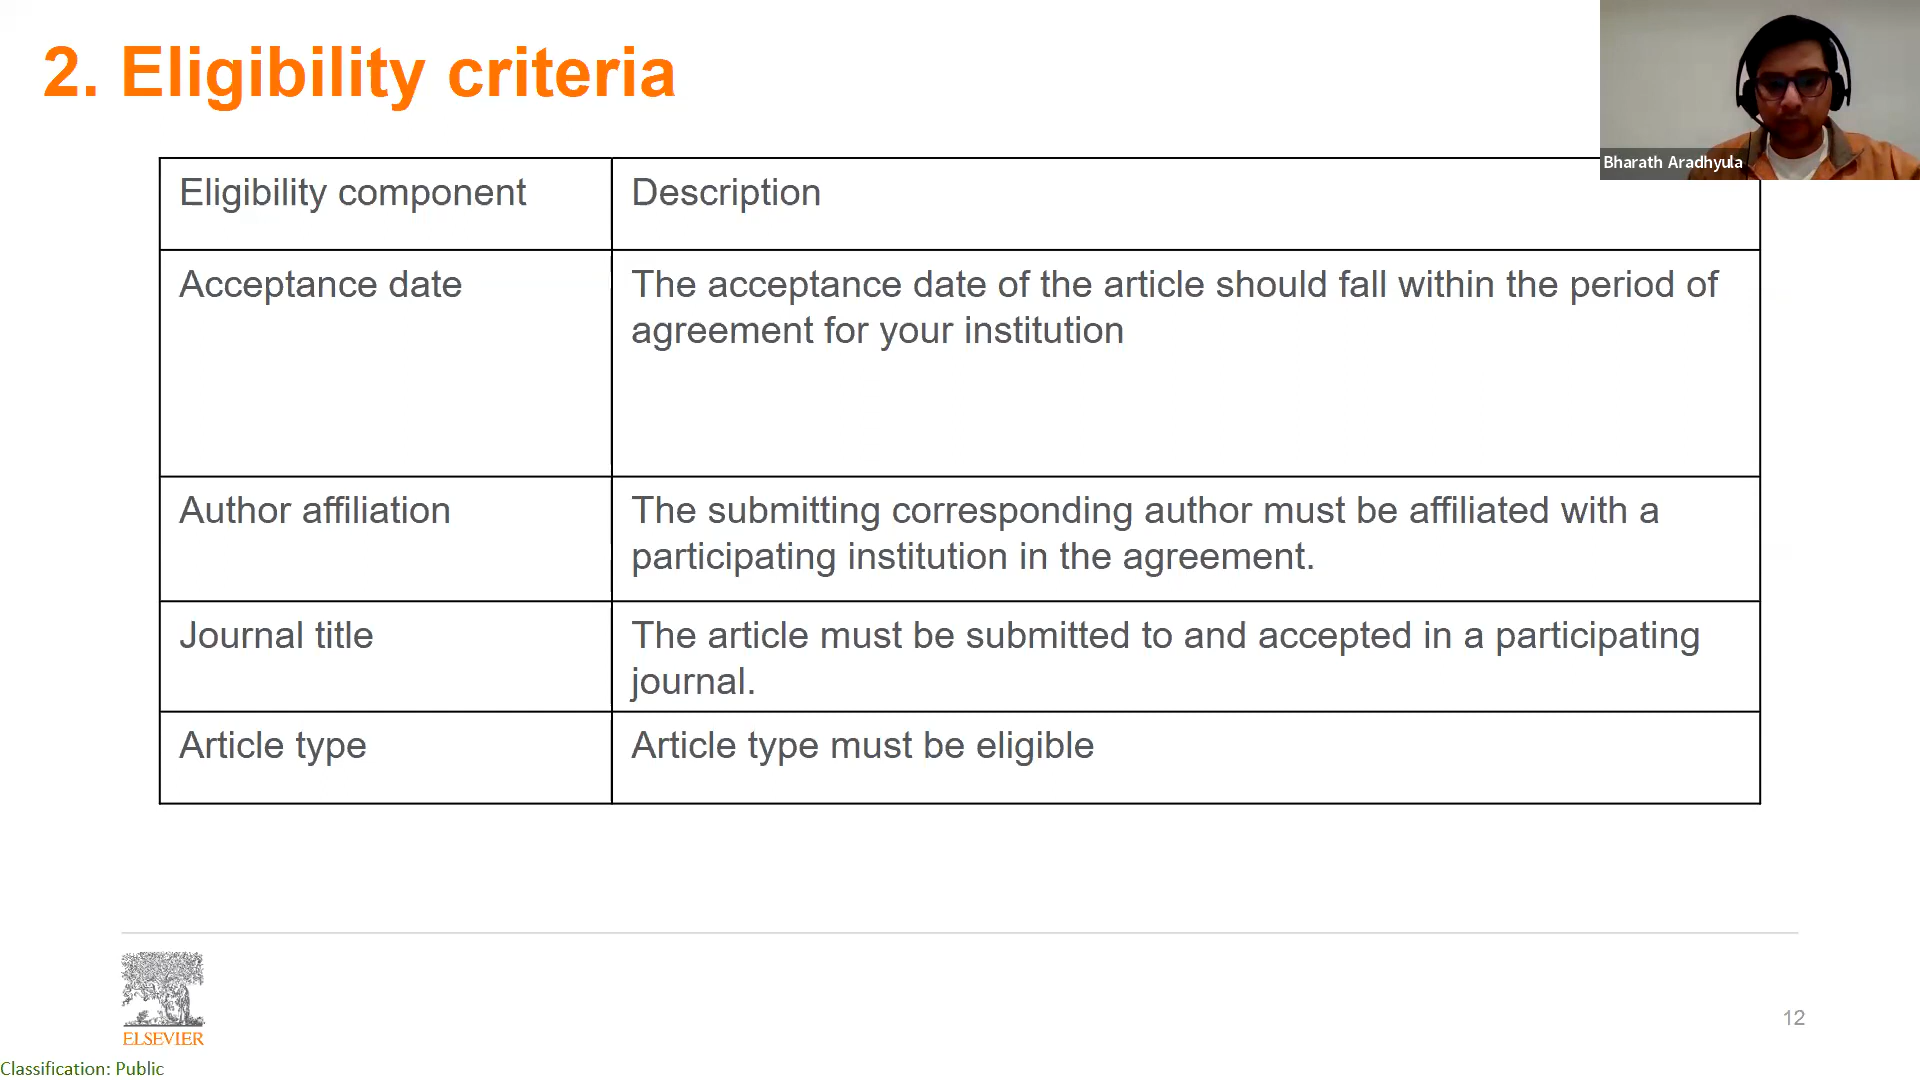 2. Eligibility criteria
Bharath Aradhyula
Eligibility component
Description
Acceptance date
The acceptance date of the article should fall within the period of
agreement for your institution
Author affiliation
The submitting corresponding author must be affiliated with a
participating institution in the agreement.
Journal title
The article must be submitted to and accepted in a participating
journal.
Article type
Article type must be eligible
ELSEVIER
12
Classification: Public